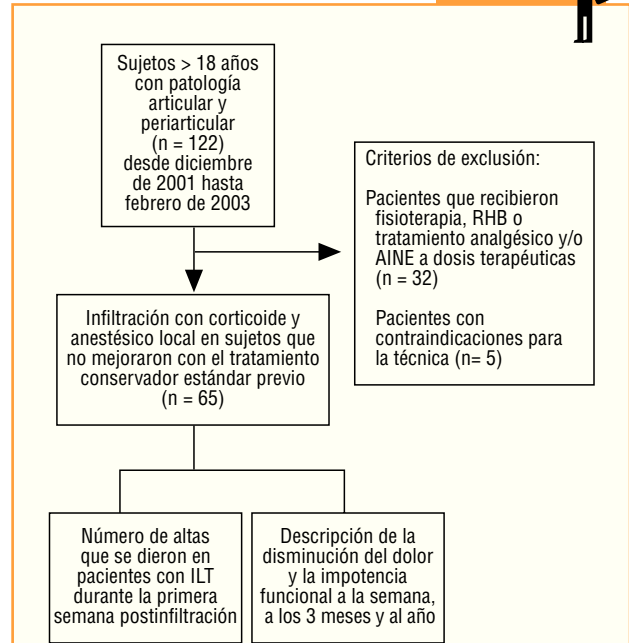 Sujetos > 18 años
con patología
articular y
periarticular
(n = 122)
desde diciembre
de 2001 hasta
febrero de 2003
Criterios de exclusión:
Pacientes que recibieron
fisioterapia, RHB o
tratamiento analgésico y/o
AINE a dosis terapéuticas
(n = 32)
Pacientes con
contraindicaciones para
la técnica (n= 5)
Infiltración con corticoide y
anestésico local en sujetos que
no mejoraron con el tratamiento
conservador estándar previo
(n = 65)
Número de altas
que se dieron en
pacientes con ILT
durante la primera
semana postinfiltración
Descripción de la
disminución del dolor
y la impotencia
funcional a la semana,
a los 3 meses y al año